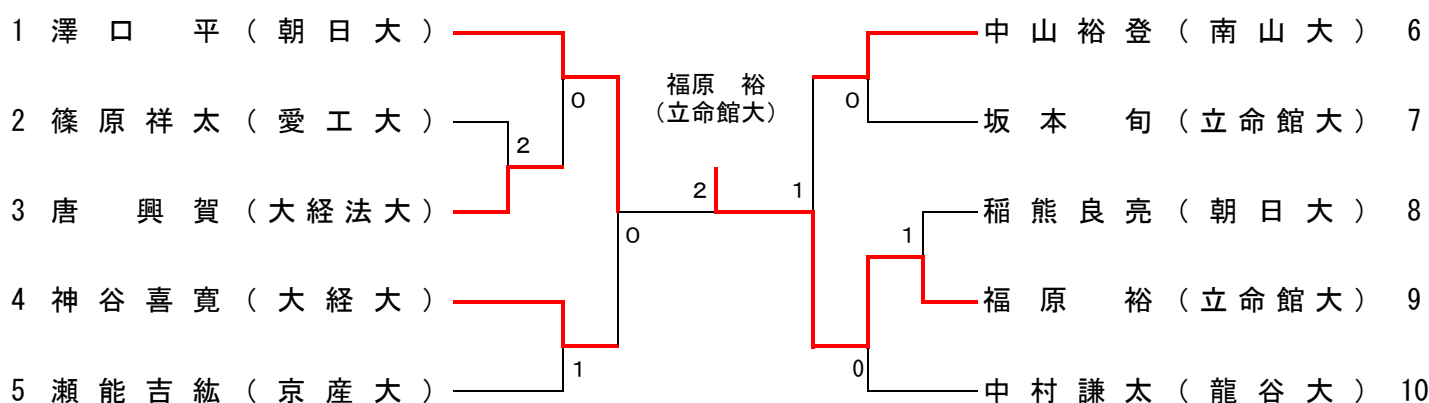 1 澤口 平(朝日大)
2 篠原祥太(愛工大)
3 唐 興賀(大経法大)
4 神谷喜寛(大経大)
5 瀬能吉紘(京産大)
0
2
0
1
福原 裕
(立命館大)
2
1
0
1
0
中山裕登(南山大) 6
坂本 旬(立命館大) 7
稲熊良亮(朝日大) 8
福原 裕(立命館大) 9
中村謙太(龍谷大) 10